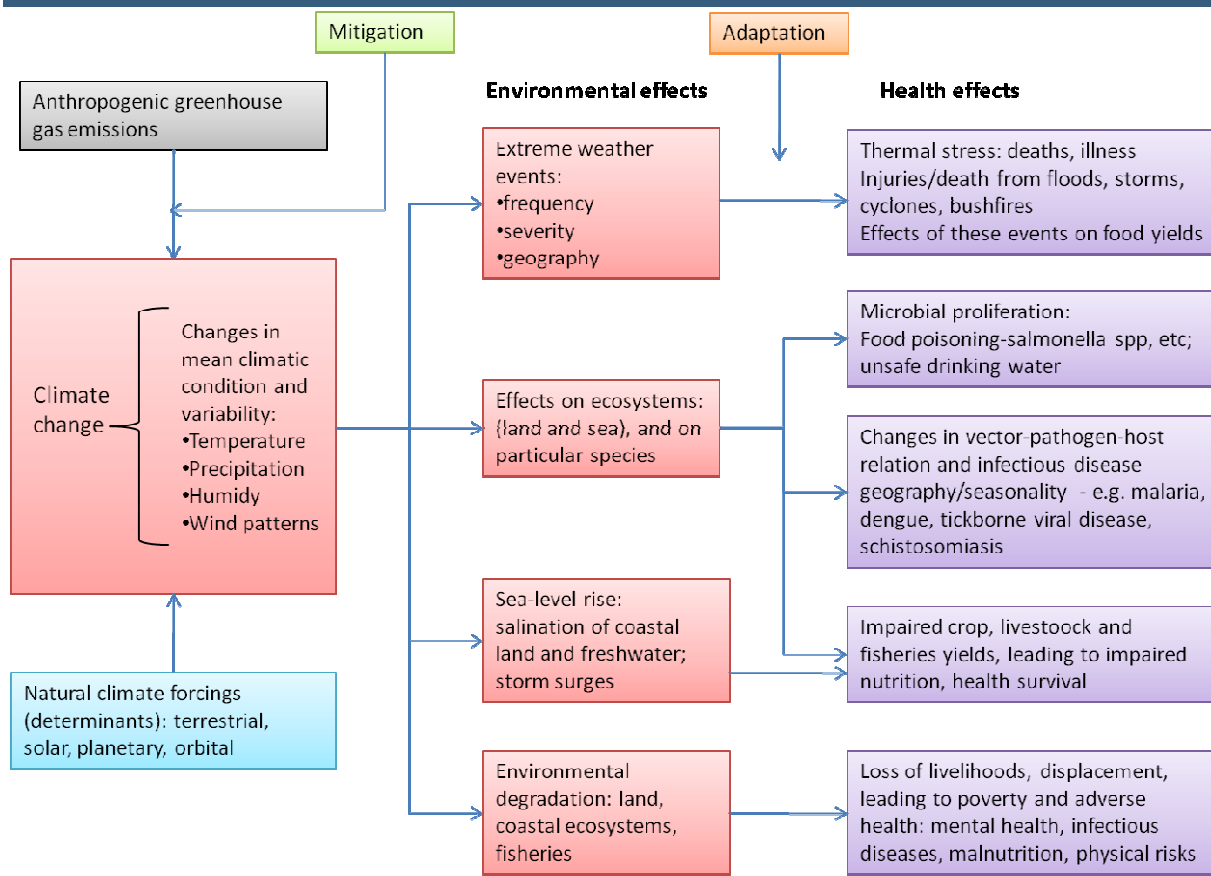 Mitigation
Adaptation
Anthropogenic greenhouse
gas emissions
Environmental effects
Health effects
Climate
change
Changes in
mean climatic
condition and
variability:
•Temperature
•Precipitation
•Humidy
•Wind patterns
Natural climate forcings
(determinants): terrestrial,
solar, planetary, orbital
Extreme weather
events:
•frequency
•severity
•geography
Effects on ecosystems:
(land and sea), and on
particular species
Sea-level rise:
salination of coastal
land and freshwater;
storm surges
Environmental
degradation: land,
coastal ecosystems,
fisheries
Thermal stress: deaths, illness
Injuries/death from floods, storms,
cyclones, bushfires
Effects of these events on food yields
Microbial proliferation:
Food poisoning-salmonella spp, etc;
unsafe drinking water
Changes in vector-pathogen-host
relation and infectious disease
geography/seasonality - e.g. malaria,
dengue, tickborne viral disease,
schistosomiasis
Impaired crop, livestoock and
fisheries yields, leading to impaired
nutrition, health survival
Loss of livelihoods, displacement,
leading to poverty and adverse
health: mental health, infectious
diseases, malnutrition, physical risks